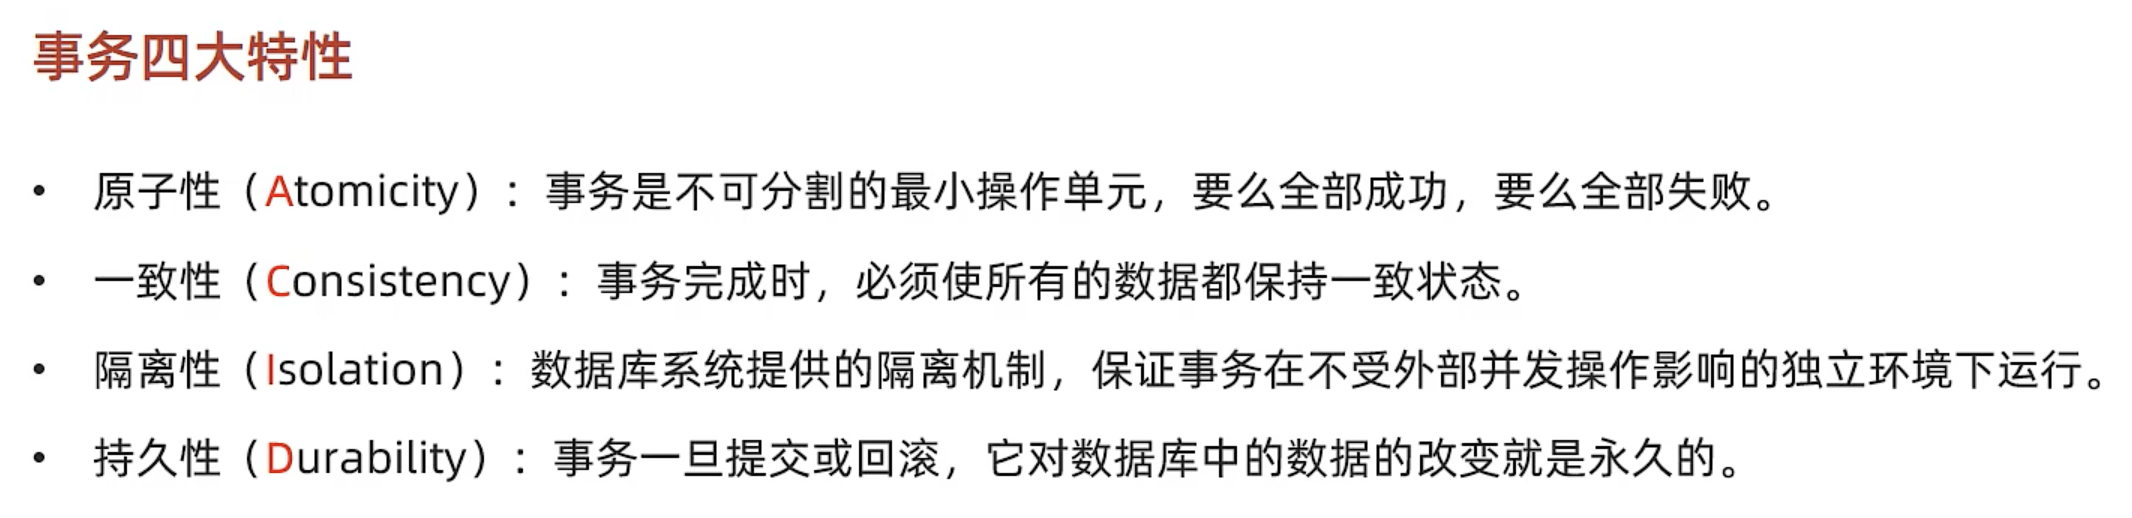 事务四大特性
• 原子性（Atomicity）：事务是不可分割的最小操作单元，要么全部成功，要么全部失败。
• 一致性（Consistency）：事务完成时，必须使所有的数据都保持一致状态。
• 隔离性（Isolation）：数据库系统提供的隔离机制，保证事务在不受外部并发操作影响的独立环境下运行。
• 持久性（Durability）：事务一旦提交或回滚，它对数据库中的数据的改变就是永久的。